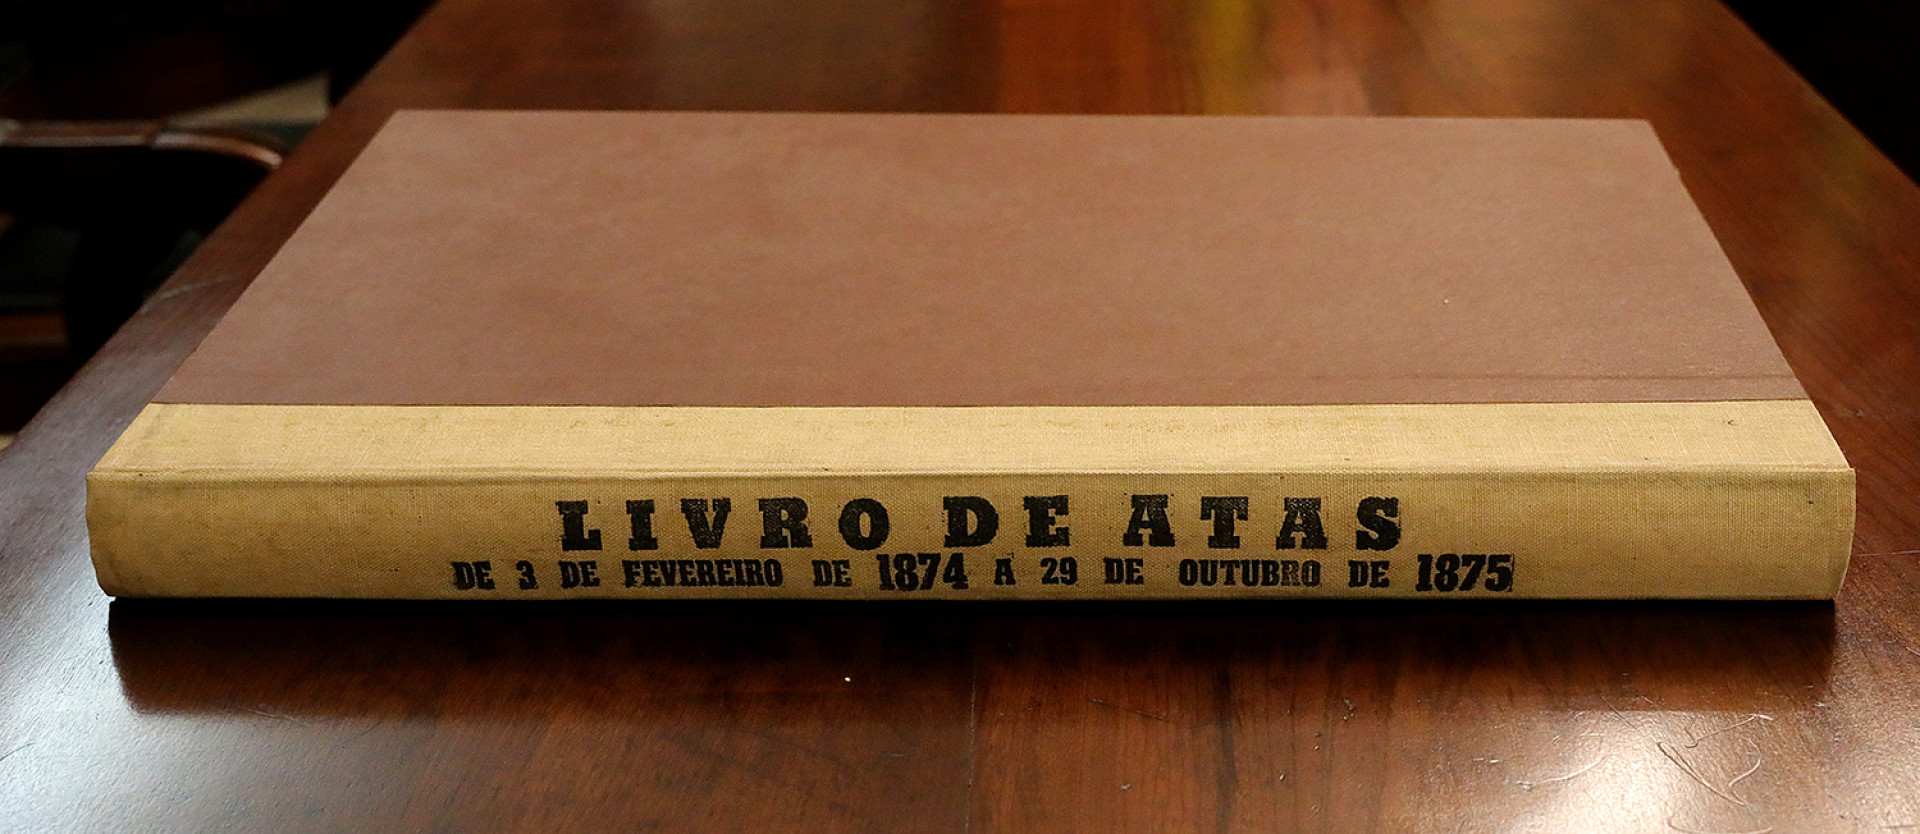 LIVRO DE ATAS
DE 3 DE FEVEREIRO DE 1874 A 29 DE OUTUBRO DE 1875